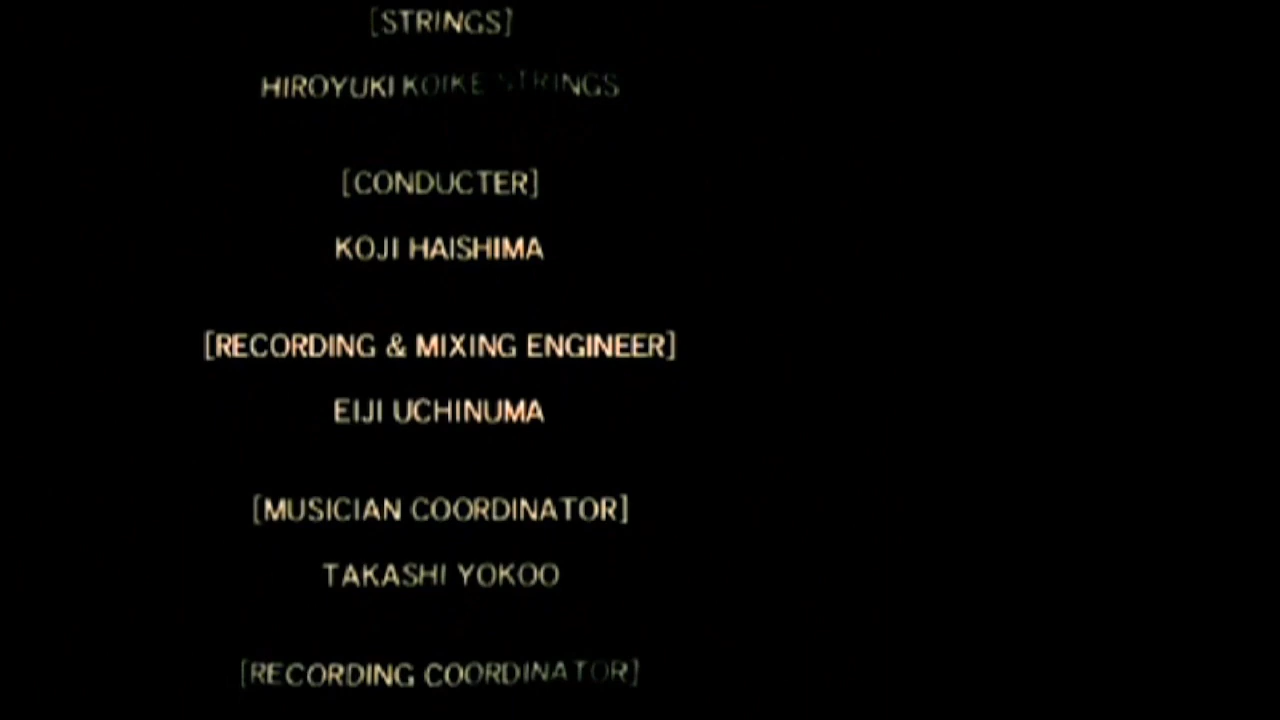 [STRINGS]
HIROYUKI KOIKE STRINGS
[CONDUCTER]
KOJI HAISHIMA
[RECORDING & MIXING ENGINEER]
EIJI UCHINUMA
[MUSICIAN COORDINATOR]
TAKASHI YOKOO
[RECORDING COORDINATOR]